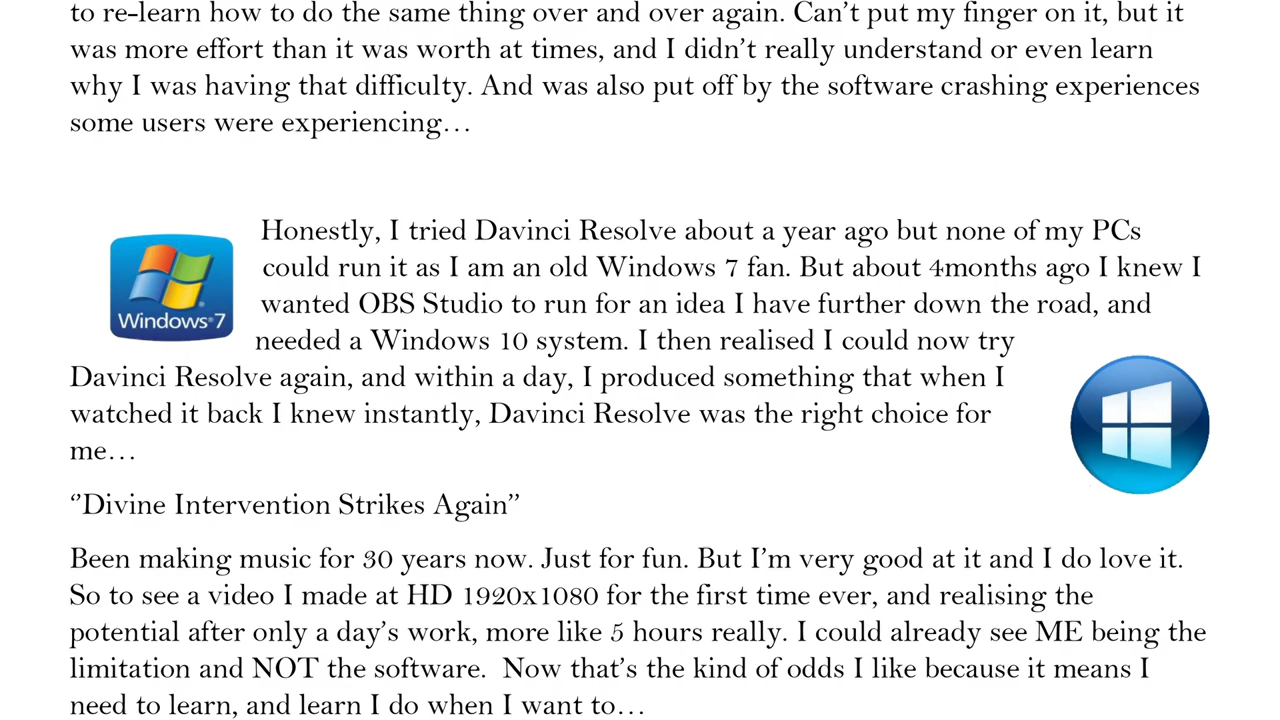 to re-learn how to do the same thing over and over again. Can’t put my finger on it, but it
was more effort than it was worth at times, and I didn’t really understand or even learn
why I was having that difficulty. And was also put off by the software crashing experiences
some users were experiencing…
Honestly, I tried Davinci Resolve about a year ago but none of my PCs
could run it as I am an old Windows 7 fan. But about 4months ago I knew I
wanted OBS Studio to run for an idea I have further down the road, and
needed a Windows 10 system. I then realised I could now try
Windows®7
Davinci Resolve again, and within a day, I produced something that when I
watched it back I knew instantly, Davinci Resolve was the right choice for
me…
‘’Divine Intervention Strikes Again’’
Been making music for 30 years now. Just for fun. But I’m very good at it and I do love it.
So to see a video I made at HD 1920x1080 for the first time ever, and realising the
potential after only a day’s work, more like 5 hours really. I could already see ME being the
limitation and NOT the software.  Now that’s the kind of odds I like because it means I
need to learn, and learn I do when I want to…